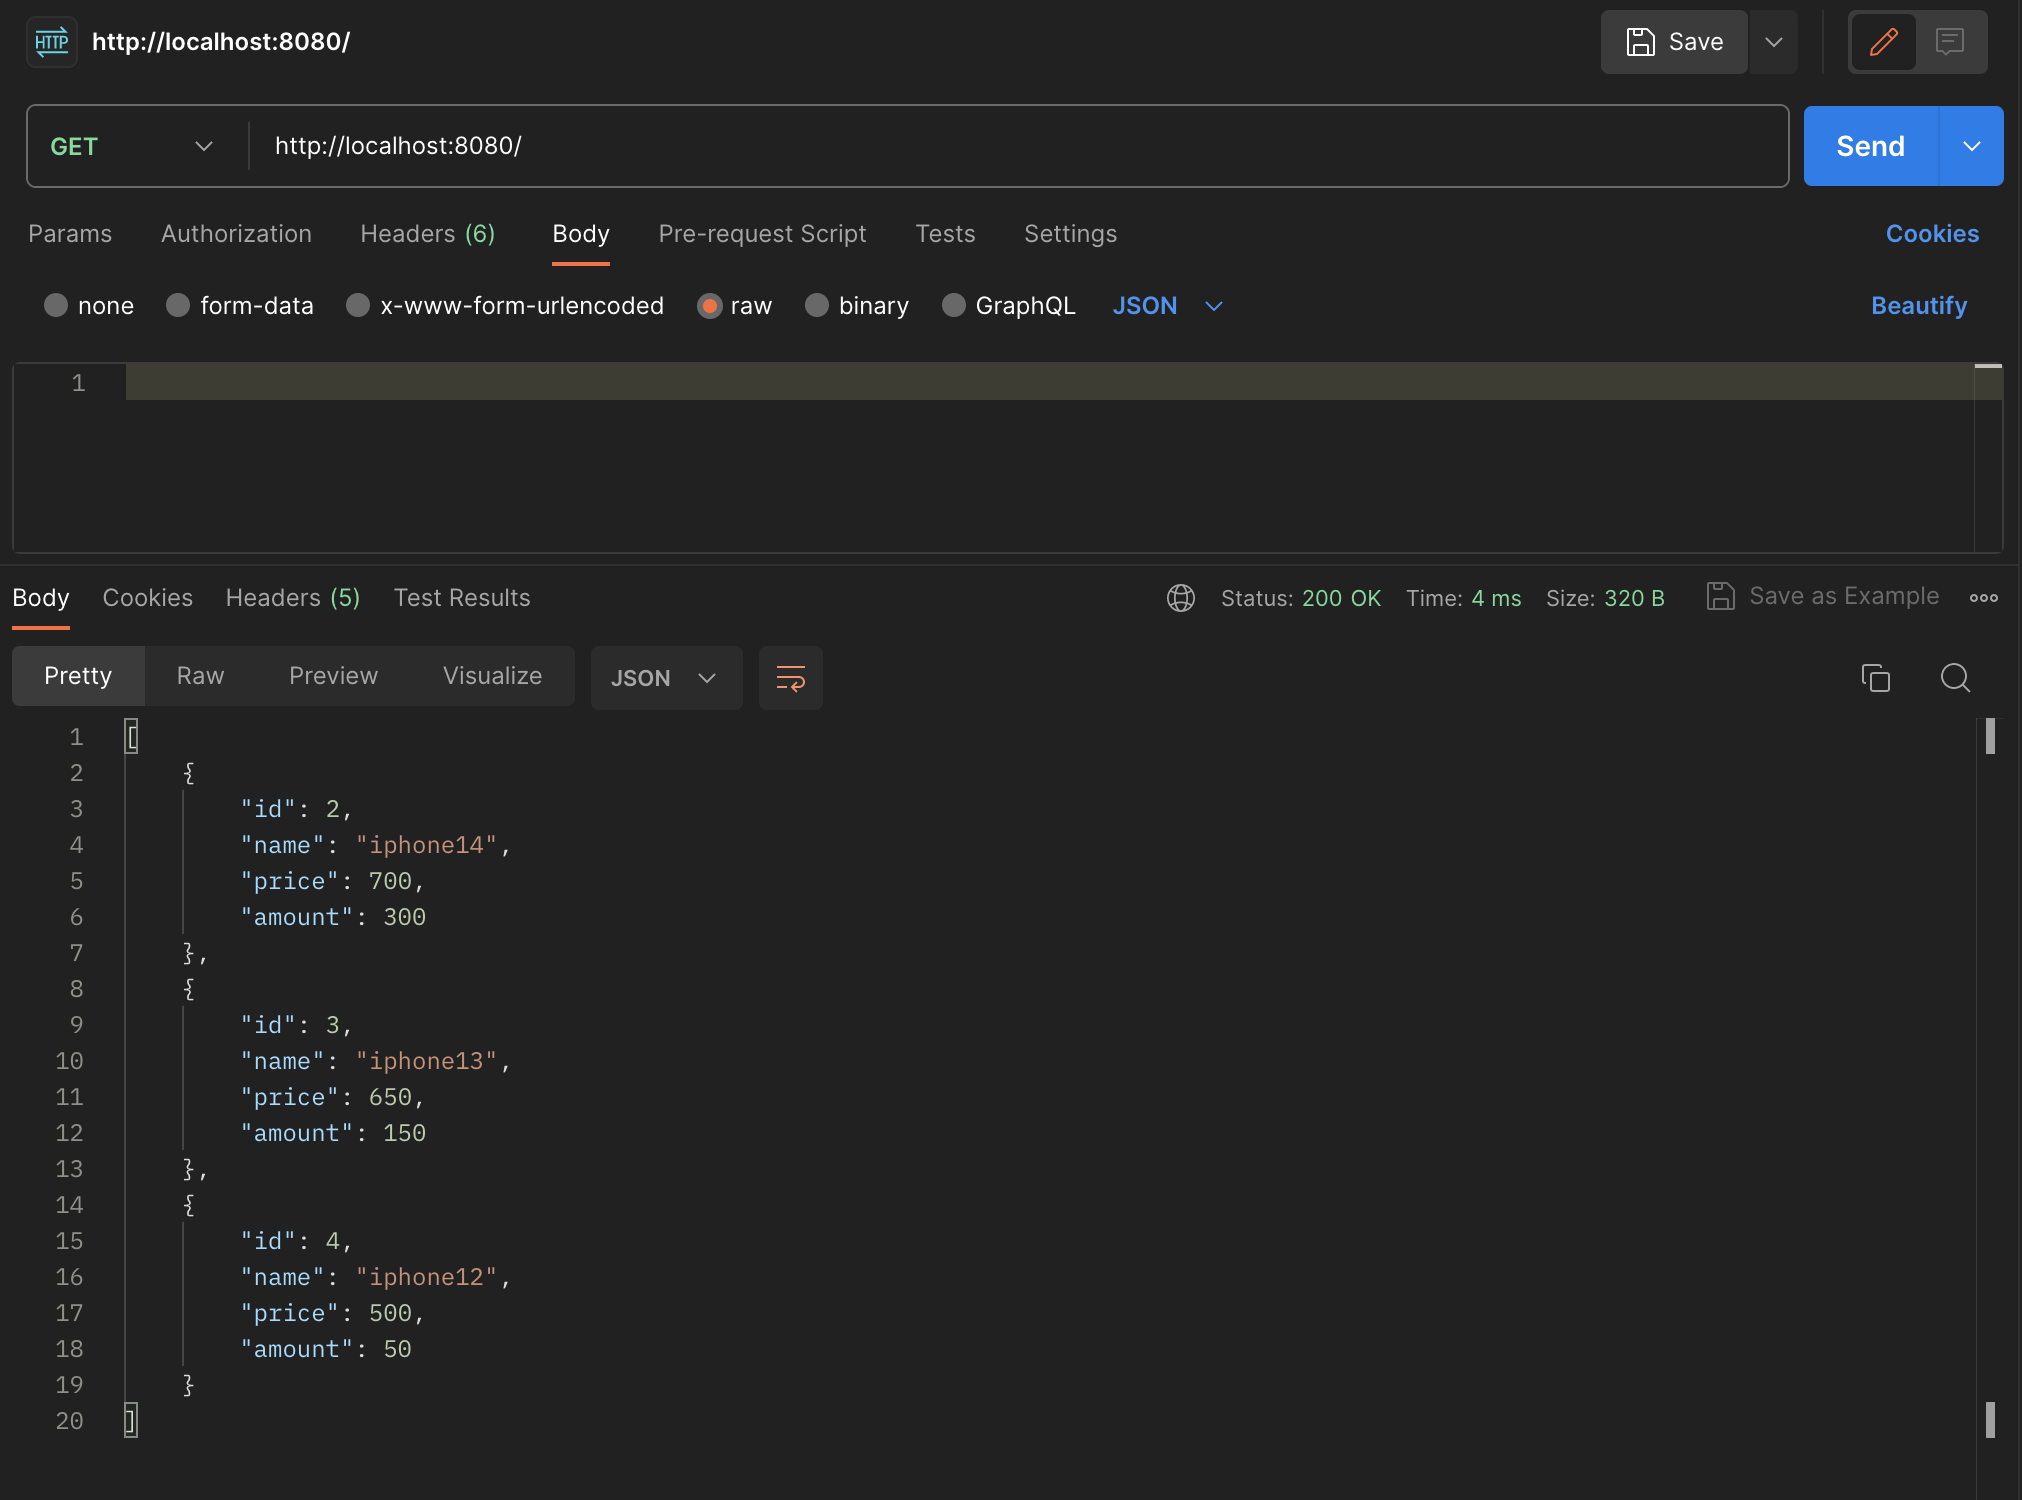 HTTP http://localhost:8080/ Save
GET http://localhost:8080/ Send
Params Authorization Headers (6) Body Pre-request Script Tests Settings Cookies
none form-data x-www-form-urlencoded raw binary GraphQL JSON Beautify
1
Body Cookies Headers (5) Test Results Status: 200 OK Time: 4 ms Size: 320 B Save as Example
Pretty Raw Preview Visualize JSON
1 [
2 {
3 "id": 2,
4 "name": "iphone14",
5 "price": 700,
6 "amount": 300
7 },
8 {
9 "id": 3,
10 "name": "iphone13",
11 "price": 650,
12 "amount": 150
13 },
14 {
15 "id": 4,
16 "name": "iphone12",
17 "price": 500,
18 "amount": 50
19 }
20 ]